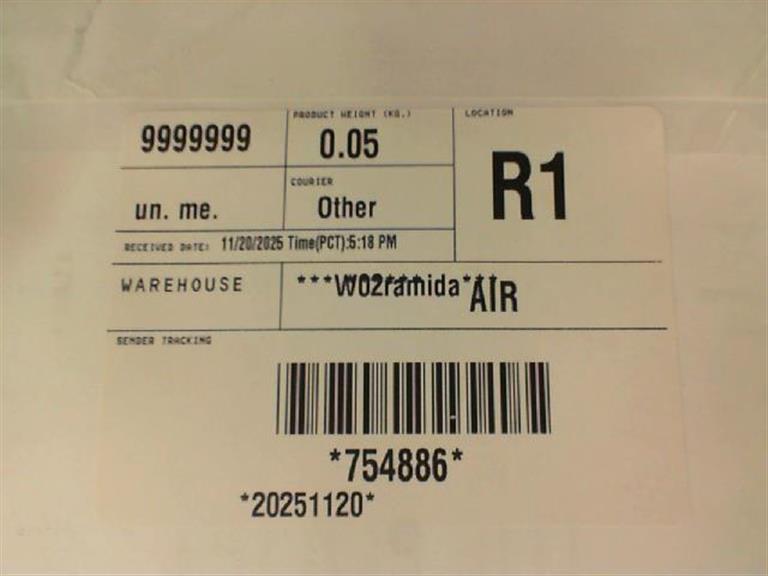 9999999
PRODUCT WEIGHT (KG.)
0.05
LOCATION
R1
un. me.
COURIER
Other
RECEIVED DATE: 11/20/2025 Time(PCT):5:18 PM
WAREHOUSE
***W02ramida***
AIR
SENDER TRACKING
*754886*
*20251120*